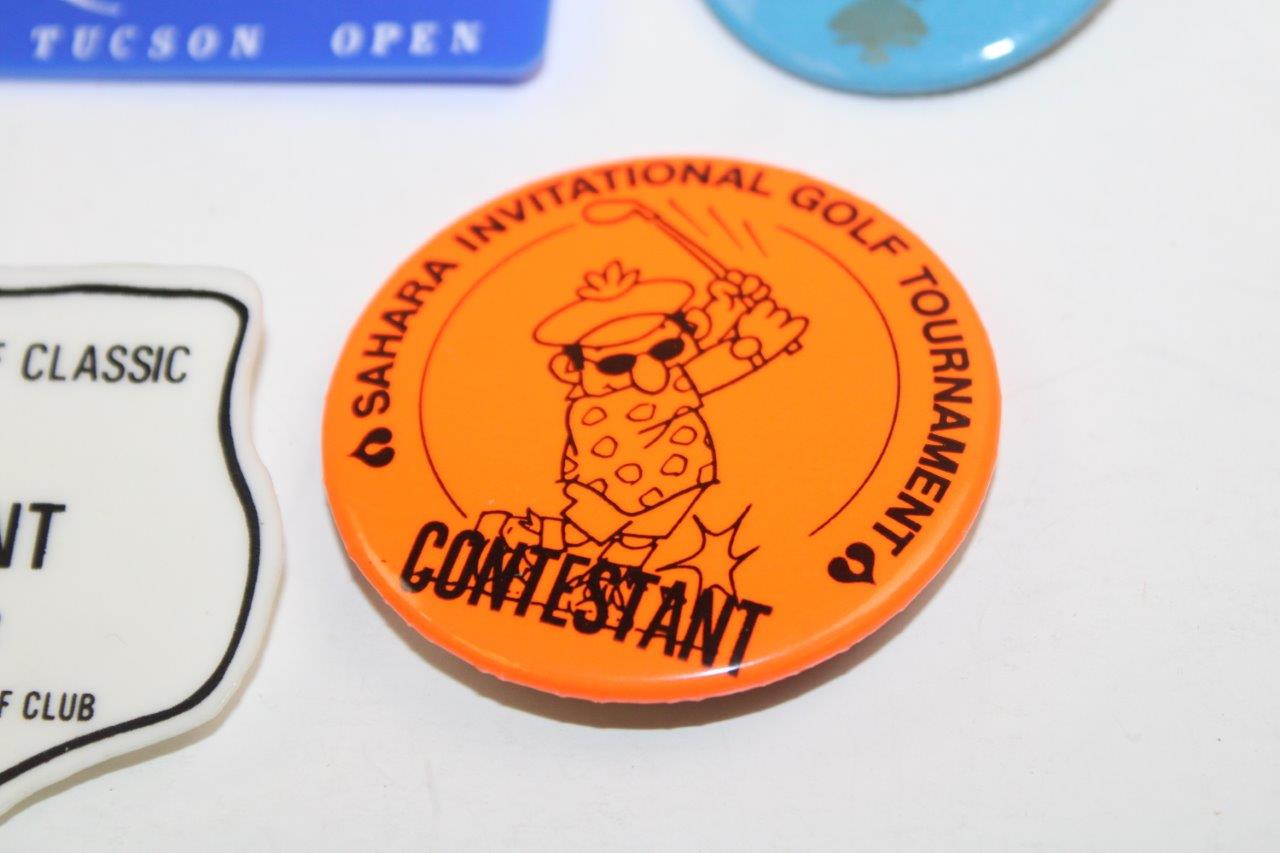 TUCSON OPEN
SAHARA INVITATIONAL GOLF TOURNAMENT
CONTESTANT
F CLASSIC
NT
F CLUB